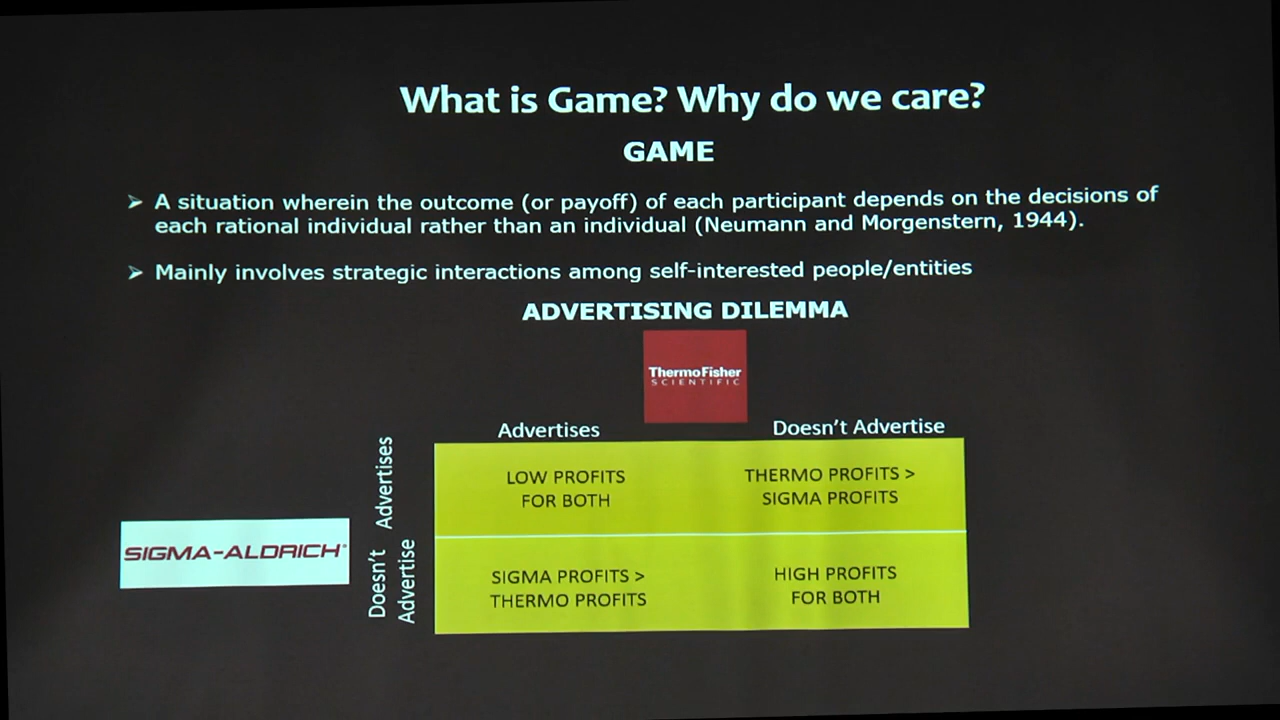 What is Game? Why do we care?
GAME
➢ A situation wherein the outcome (or payoff) of each participant depends on the decisions of
each rational individual rather than an individual (Neumann and Morgenstern, 1944).
➢ Mainly involves strategic interactions among self-interested people/entities
ADVERTISING DILEMMA
ThermoFisher
SCIENTIFIC
Advertises
Doesn't Advertise
Advertises
LOW PROFITS
FOR BOTH
THERMO PROFITS >
SIGMA PROFITS
SIGMA-ALDRICH®
Doesn't
Advertise
SIGMA PROFITS >
THERMO PROFITS
HIGH PROFITS
FOR BOTH